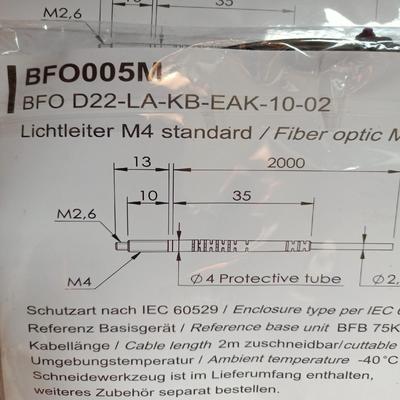 M2,6
35
BFO005M
BFO D22-LA-KB-EAK-10-02
Lichtleiter M4 standard / Fiber optic M
13
2000
10
35
M2,6
M4
Ø 4 Protective tube
Ø 2,
Schutzart nach IEC 60529 / Enclosure type per IEC 6
Referenz Basisgerät / Reference base unit BFB 75K
Kabellänge / Cable length 2m zuschneidbar/cuttable
Umgebungstemperatur / Ambient temperature -40°C
Schneidewerkzeug ist im Lieferumfang enthalten,
weiteres Zubehör separat bestellen.